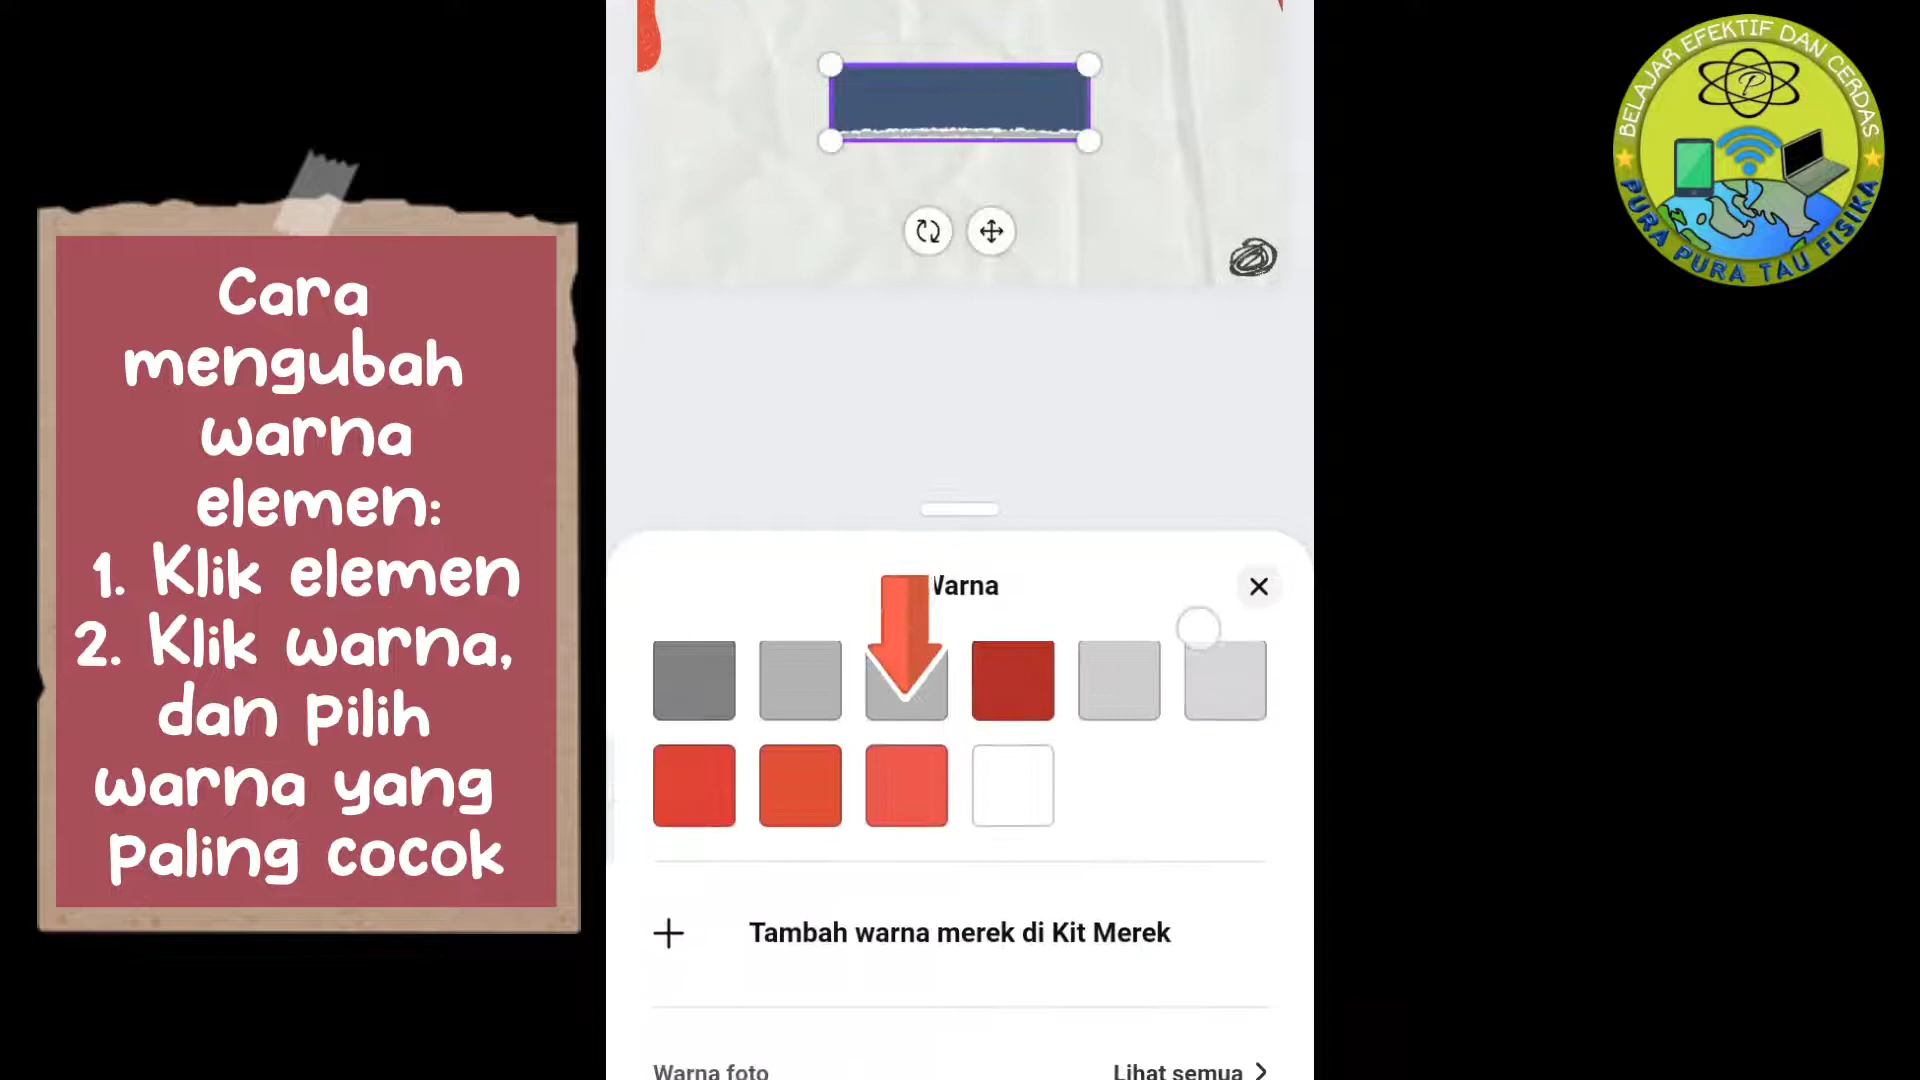 Cara
mengubah
warna
elemen:
1. Klik elemen
2. Klik warna,
dan pilih
warna yang
paling cocok
Warna
Tambah warna merek di Kit Merek
Warna foto
Lihat semua
BELAJAR EFEKTIF DAN CERDAS
P
PURA PURA TAU FISIKA